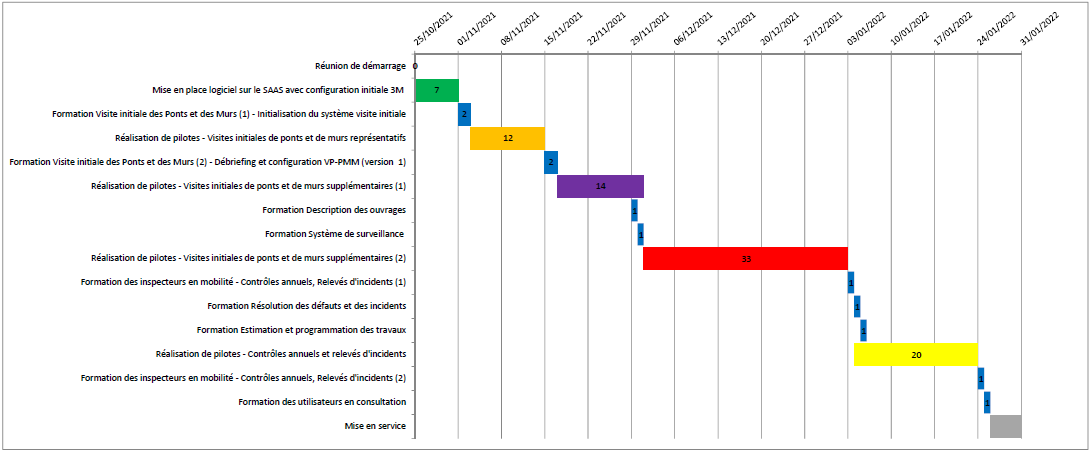 25/10/2021 01/11/2021 08/11/2021 15/11/2021 22/11/2021 29/11/2021 06/12/2021 13/12/2021 20/12/2021 27/12/2021 03/01/2022 10/01/2022 17/01/2022 24/01/2022 31/01/2022
Réunion de démarrage 0
Mise en place logiciel sur le SAAS avec configuration initiale 3M 7
Formation Visite initiale des Ponts et des Murs (1) - Initialisation du système visite initiale 2
Réalisation de pilotes - Visites initiales de ponts et de murs représentatifs 12
Formation Visite initiale des Ponts et des Murs (2) - Débriefing et configuration VP-PMM (version 1) 2
Réalisation de pilotes - Visites initiales de ponts et de murs supplémentaires (1) 14
Formation Description des ouvrages 1
Formation Système de surveillance 1
Réalisation de pilotes - Visites initiales de ponts et de murs supplémentaires (2) 33
Formation des inspecteurs en mobilité - Contrôles annuels, Relevés d'incidents (1) 1
Formation Résolution des défauts et des incidents 1
Formation Estimation et programmation des travaux 1
Réalisation de pilotes - Contrôles annuels et relevés d'incidents 20
Formation des inspecteurs en mobilité - Contrôles annuels, Relevés d'incidents (2) 1
Formation des utilisateurs en consultation 1
Mise en service